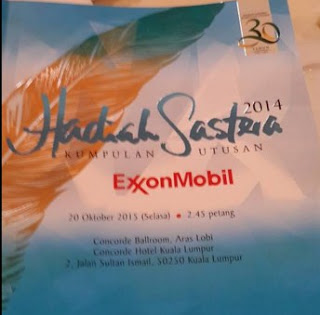 30
Hadiah Sastera 2014
KUMPULAN UTUSAN
ExxonMobil
20 Oktober 2015 (Selasa) • 2.45 petang
Concorde Ballroom, Aras Lobi
Concorde Hotel Kuala Lumpur
2, Jalan Sultan Ismail, 50250 Kuala Lumpur